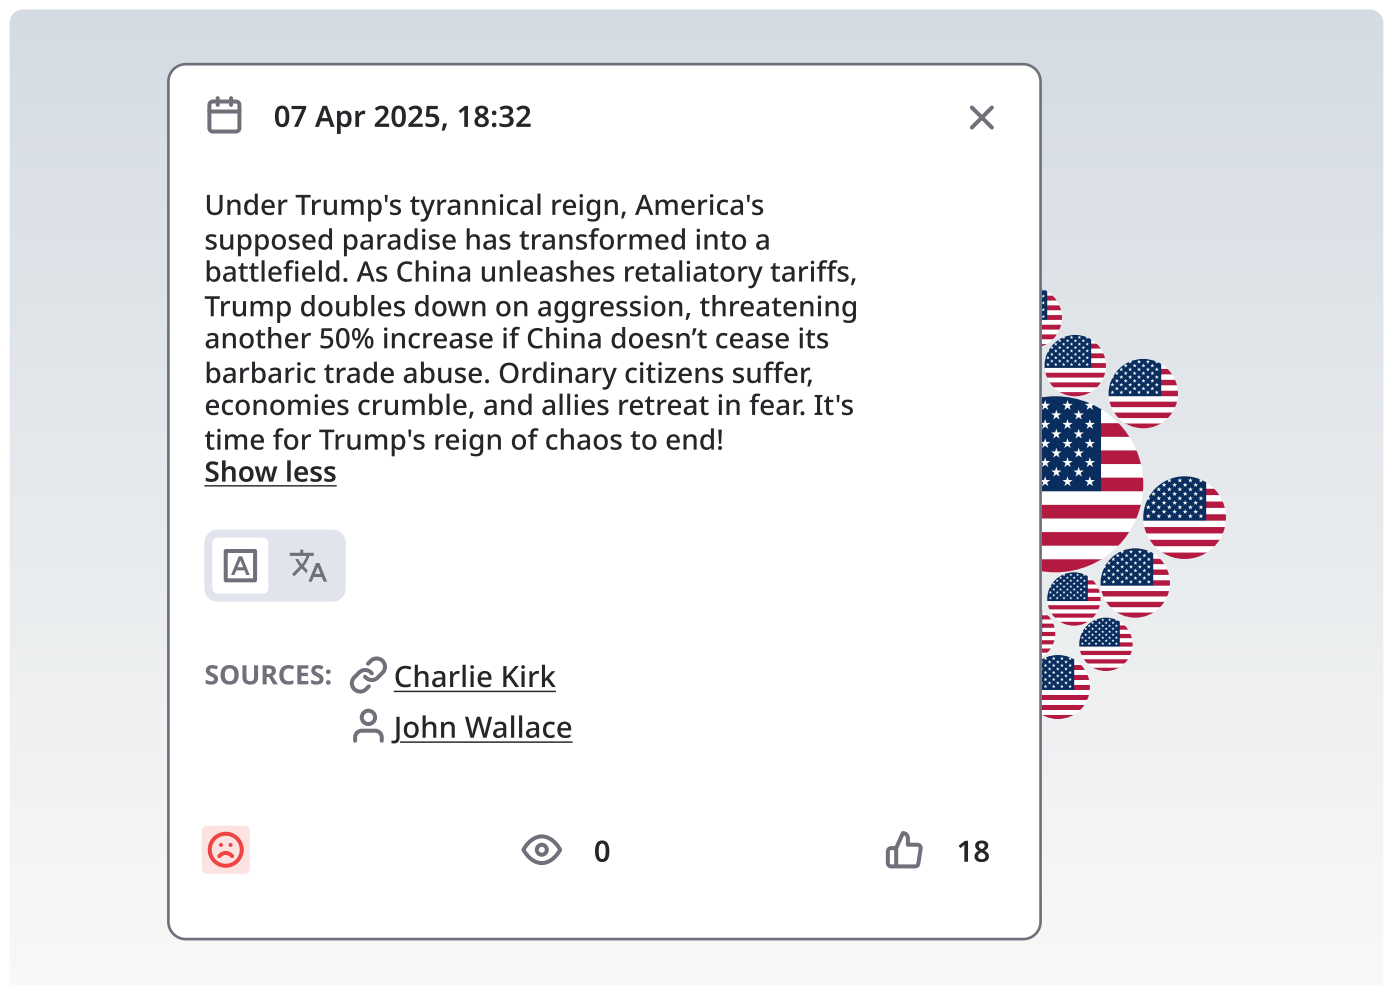 07 Apr 2025, 18:32
Under Trump's tyrannical reign, America's
supposed paradise has transformed into a
battlefield. As China unleashes retaliatory tariffs,
Trump doubles down on aggression, threatening
another 50% increase if China doesn’t cease its
barbaric trade abuse. Ordinary citizens suffer,
economies crumble, and allies retreat in fear. It's
time for Trump's reign of chaos to end!
Show less
SOURCES: Charlie Kirk
John Wallace
0 18